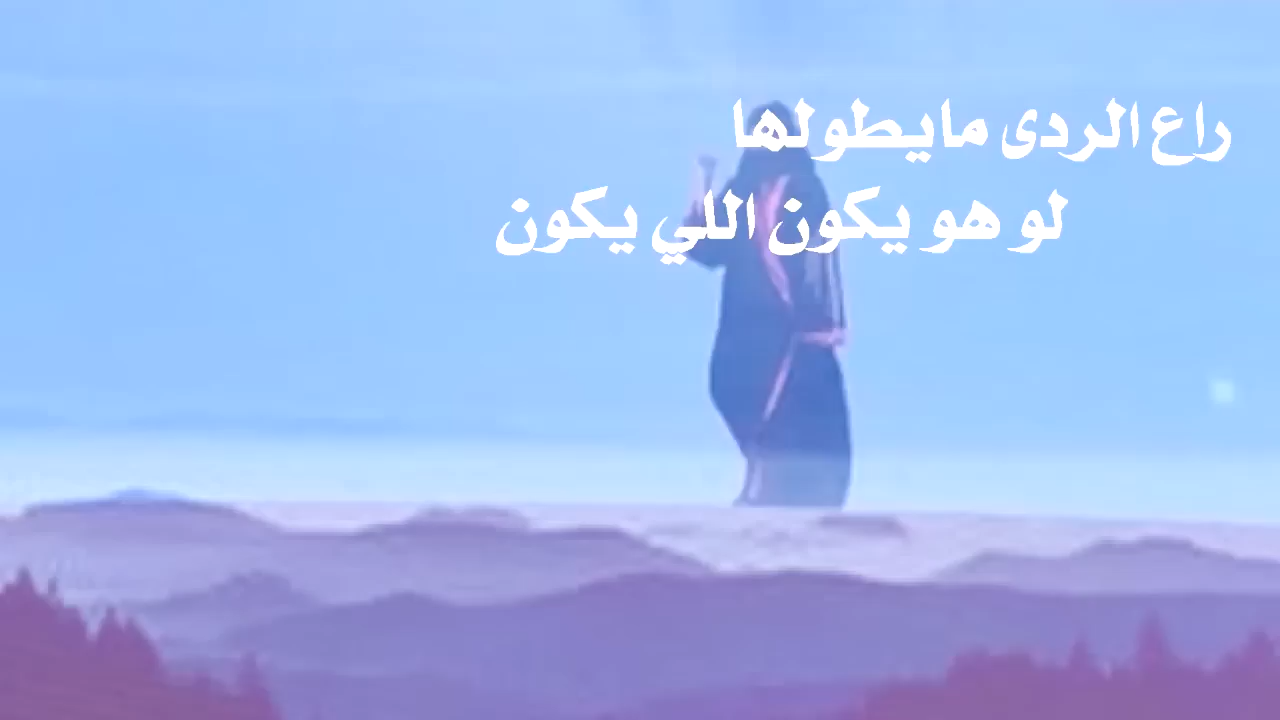 راع الردى مايطولها
لو هو يكون اللي يكون